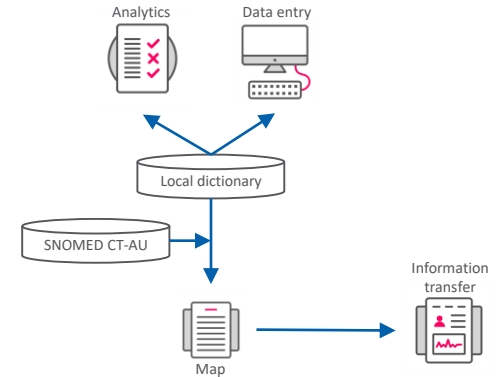 Analytics
Data entry
Local dictionary
SNOMED CT-AU
Information
transfer
Map